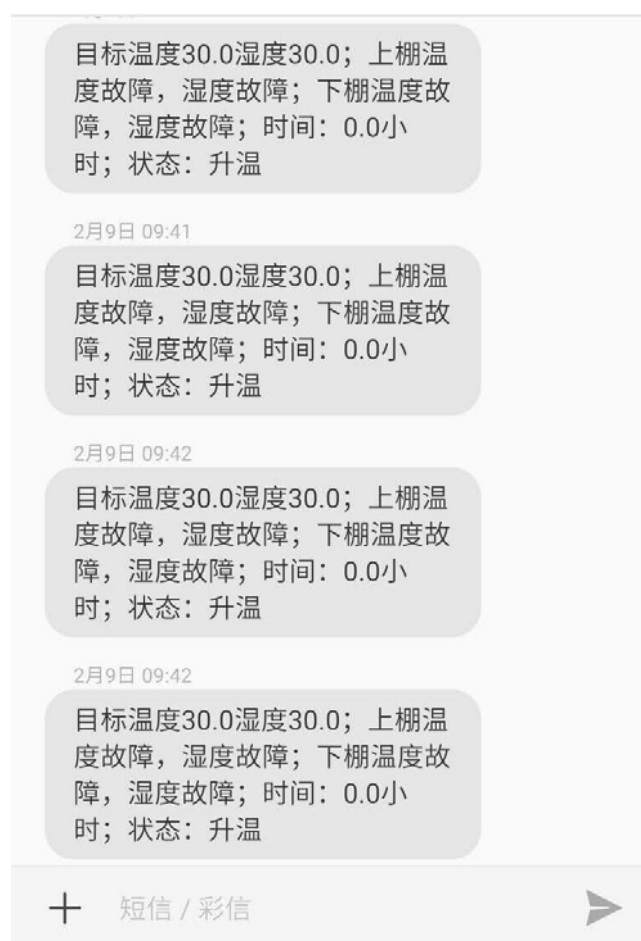 目标温度30.0湿度30.0；上棚温
度故障，湿度故障；下棚温度故
障，湿度故障；时间：0.0小
时；状态：升温
2月9日 09:41
目标温度30.0湿度30.0；上棚温
度故障，湿度故障；下棚温度故
障，湿度故障；时间：0.0小
时；状态：升温
2月9日 09:42
目标温度30.0湿度30.0；上棚温
度故障，湿度故障；下棚温度故
障，湿度故障；时间：0.0小
时；状态：升温
2月9日 09:42
目标温度30.0湿度30.0；上棚温
度故障，湿度故障；下棚温度故
障，湿度故障；时间：0.0小
时；状态：升温
短信 / 彩信